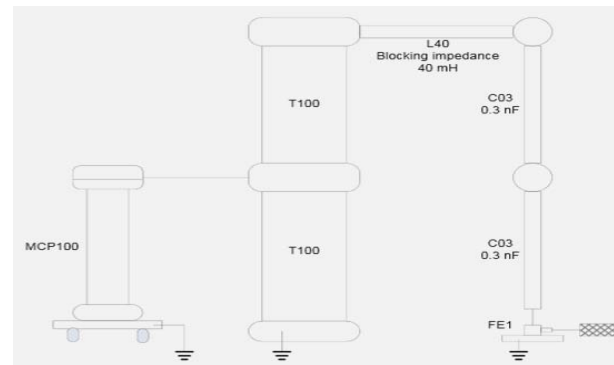 L40
Blocking impedance
40 mH
T100
C03
0.3 nF
MCP100
T100
C03
0.3 nF
FE1